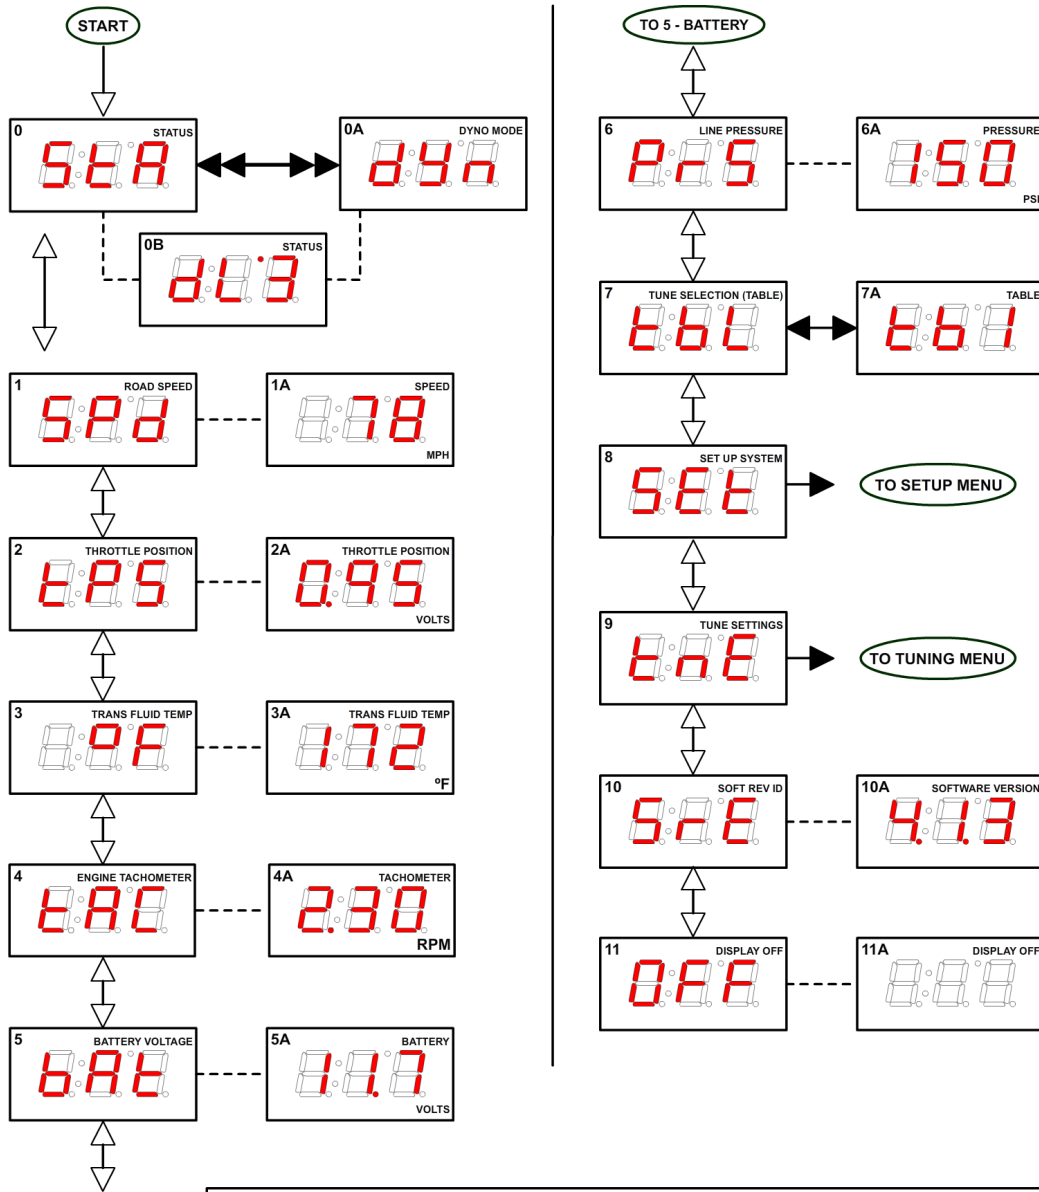 START
0 STATUS
StA
0A DYNO MODE
dYn
0B STATUS
dL˙3
1 ROAD SPEED
SPd
1A SPEED
78
MPH
2 THROTTLE POSITION
tPS
2A THROTTLE POSITION
0.95
VOLTS
3 TRANS FLUID TEMP
°F
3A TRANS FLUID TEMP
172
ºF
4 ENGINE TACHOMETER
tAC
4A TACHOMETER
2.30
RPM
5 BATTERY VOLTAGE
bAt
5A BATTERY
11.7
VOLTS
TO 5 - BATTERY
6 LINE PRESSURE
PrS
6A PRESSURE
150
PSI
7 TUNE SELECTION (TABLE)
tbL
7A TABLE
tb1
8 SET UP SYSTEM
SEt
TO SETUP MENU
9 TUNE SETTINGS
tnE
TO TUNING MENU
10 SOFT REV ID
SrE
10A SOFTWARE VERSION
4.1.3
11 DISPLAY OFF
OFF
11A DISPLAY OFF